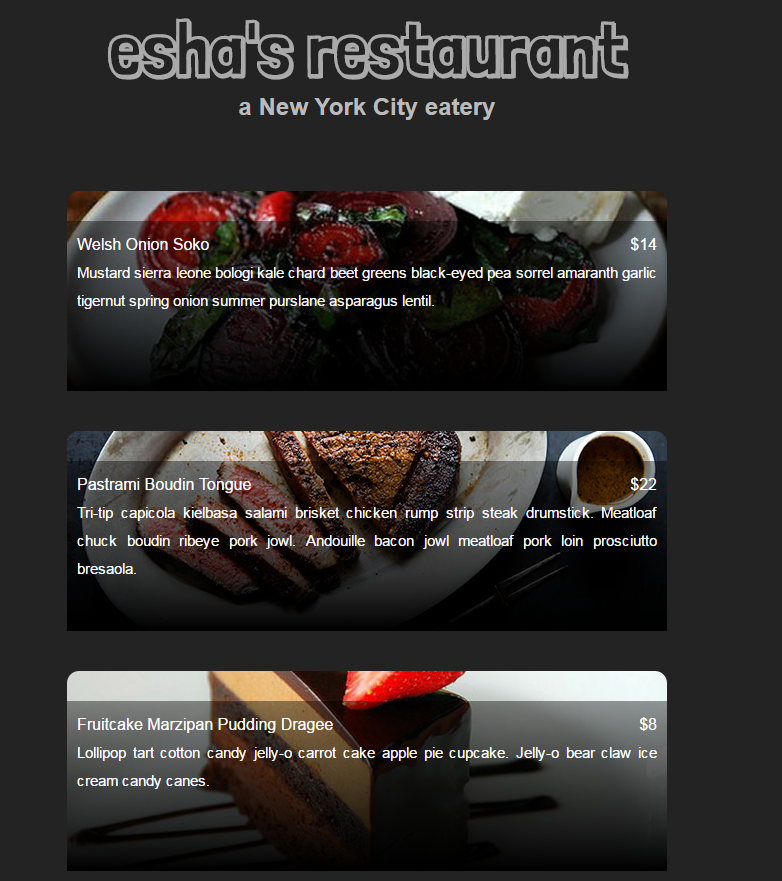 esha's restaurant
a New York City eatery
Welsh Onion Soko $14
Mustard sierra leone bologi kale chard beet greens black-eyed pea sorrel amaranth garlic
tigernut spring onion summer purslane asparagus lentil.
Pastrami Boudin Tongue $22
Tri-tip capicola kielbasa salami brisket chicken rump strip steak drumstick. Meatloaf
chuck boudin ribeye pork jowl. Andouille bacon jowl meatloaf pork loin prosciutto
bresaola.
Fruitcake Marzipan Pudding Dragee $8
Lollipop tart cotton candy jelly-o carrot cake apple pie cupcake. Jelly-o bear claw ice
cream candy canes.